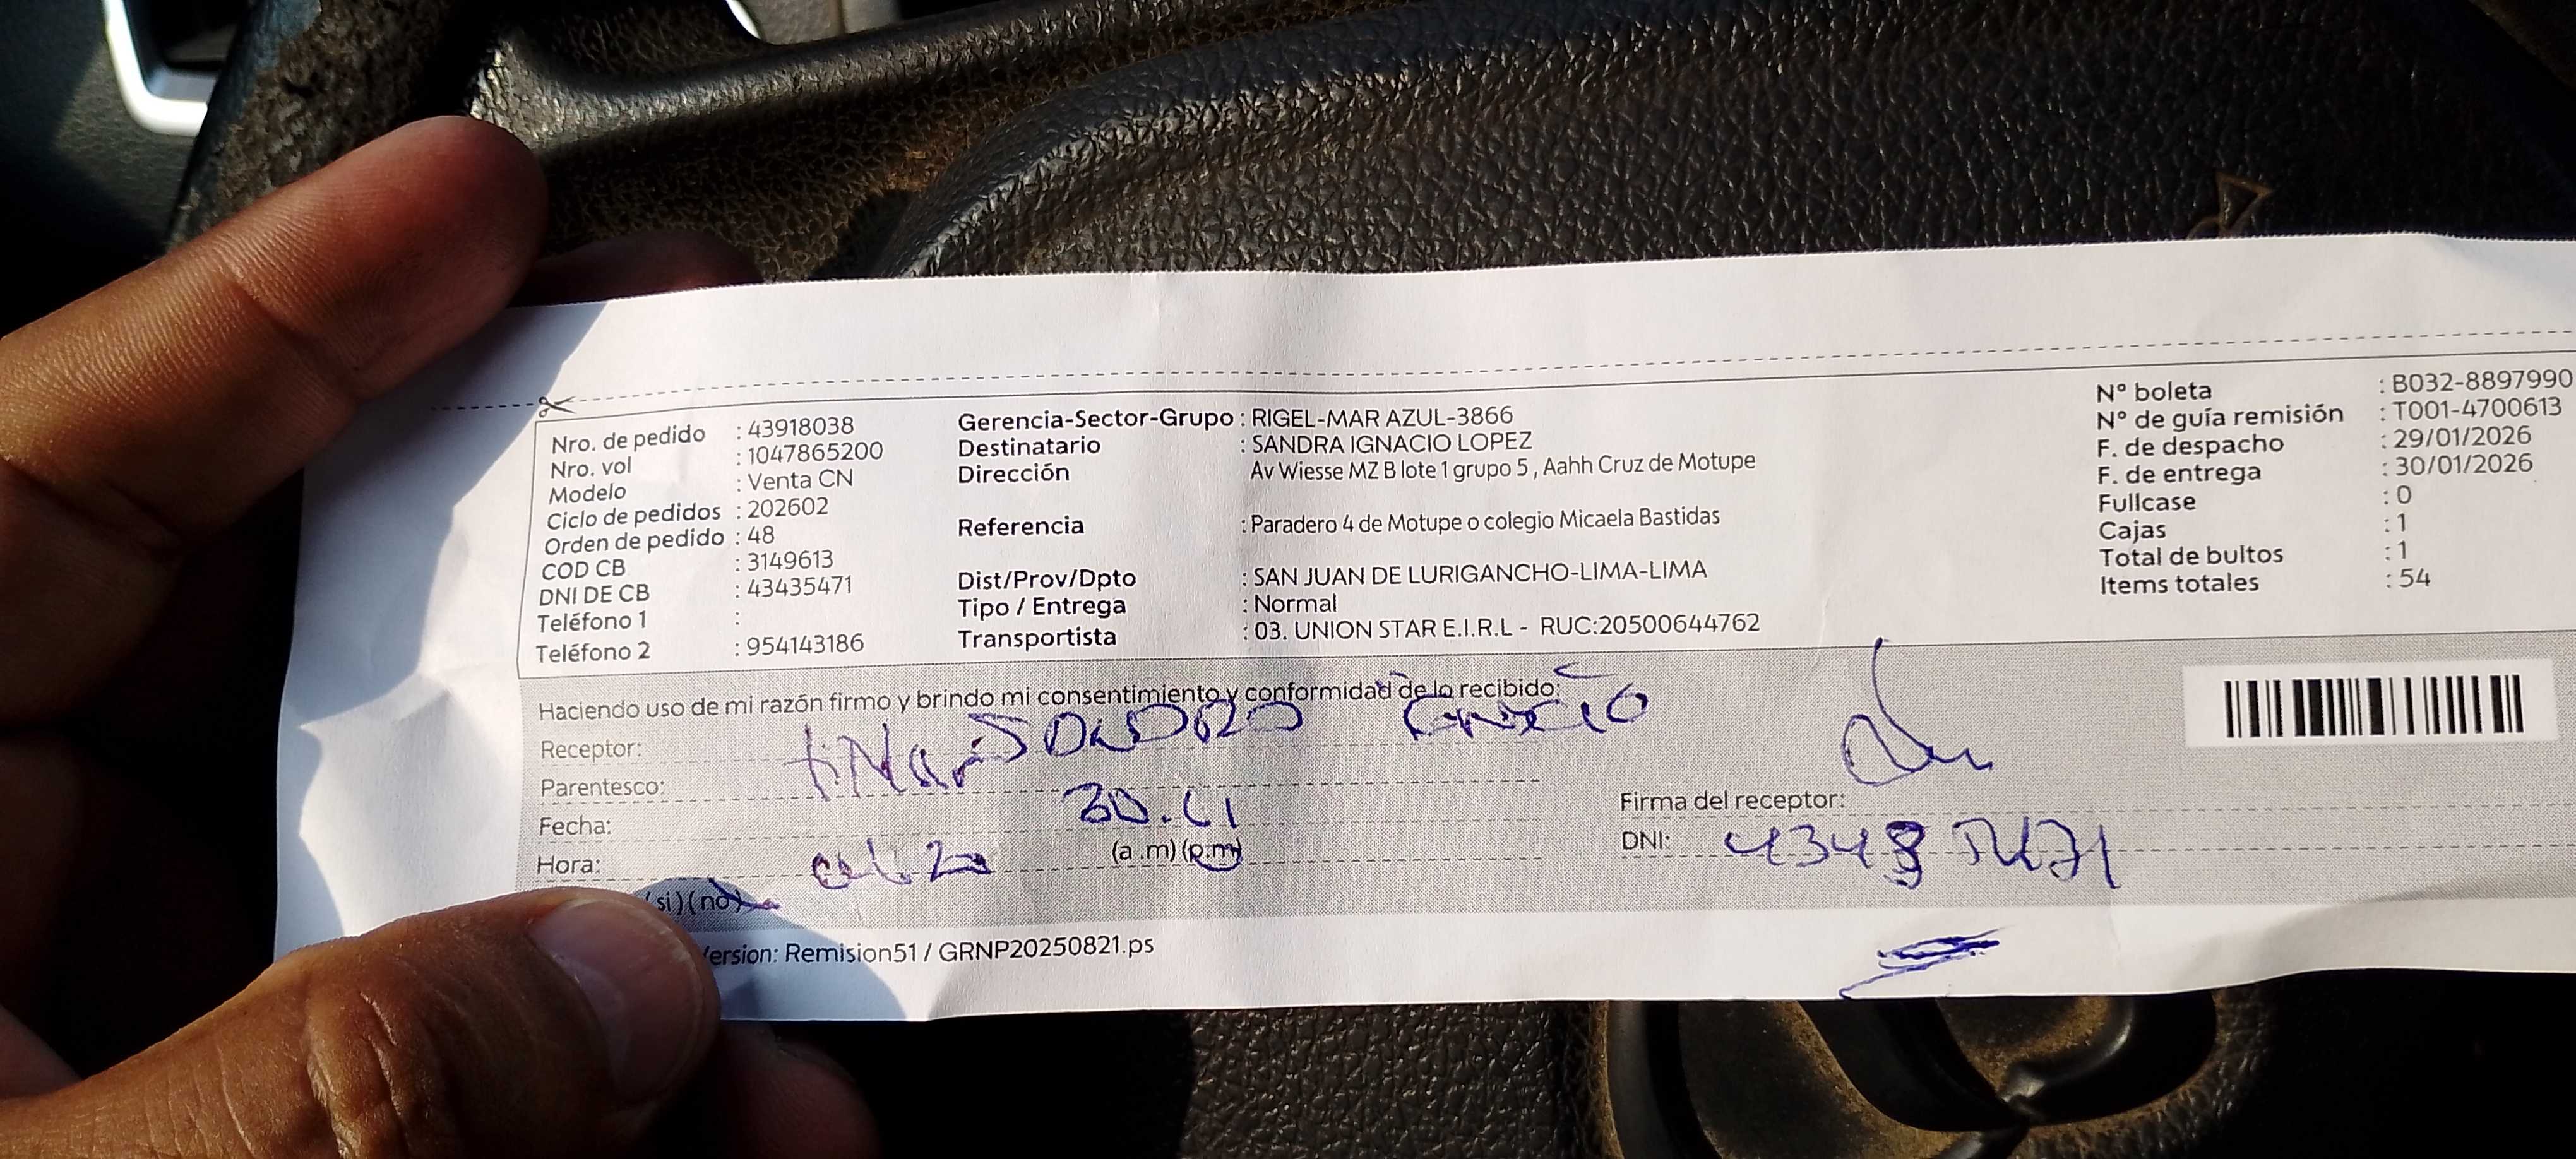 Nro. de pedido : 43918038
Nro. vol : 1047865200
Modelo : Venta CN
Ciclo de pedidos : 202602
Orden de pedido : 48
COD CB : 3149613
DNI DE CB : 43435471
Teléfono 1 :
Teléfono 2 : 954143186
Gerencia-Sector-Grupo : RIGEL-MAR AZUL-3866
Destinatario : SANDRA IGNACIO LOPEZ
Dirección Av Wiesse MZ B lote 1 grupo 5 , Aahh Cruz de Motupe
Referencia : Paradero 4 de Motupe o colegio Micaela Bastidas
Dist/Prov/Dpto : SAN JUAN DE LURIGANCHO-LIMA-LIMA
Tipo / Entrega : Normal
Transportista : 03. UNION STAR E.I.R.L - RUC:20500644762
N° boleta : B032-8897990
N° de guía remisión : T001-4700613
F. de despacho : 29/01/2026
F. de entrega : 30/01/2026
Fullcase : 0
Cajas : 1
Total de bultos : 1
Items totales : 54
Haciendo uso de mi razón firmo y brindo mi consentimiento y conformidad de lo recibido:
Receptor:
Parentesco:
Fecha: 30.
Hora: (a.m) (p.m)
(si) (no)
Firma del receptor:
DNI:
ersion: Remision51 / GRNP20250821.ps